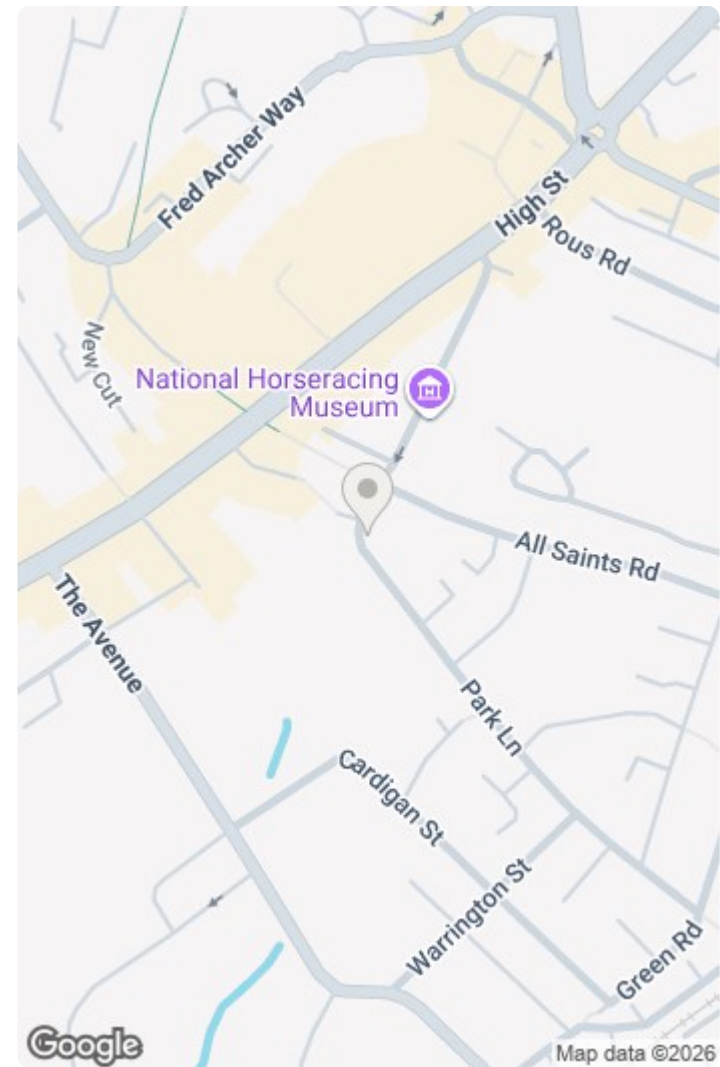 Fred Archer Way
High St
Rous Rd
New Cut
National Horseracing
Museum
All Saints Rd
The Avenue
Park Ln
Cardigan St
Warrington St
Green Rd
Google
Map data ©2026